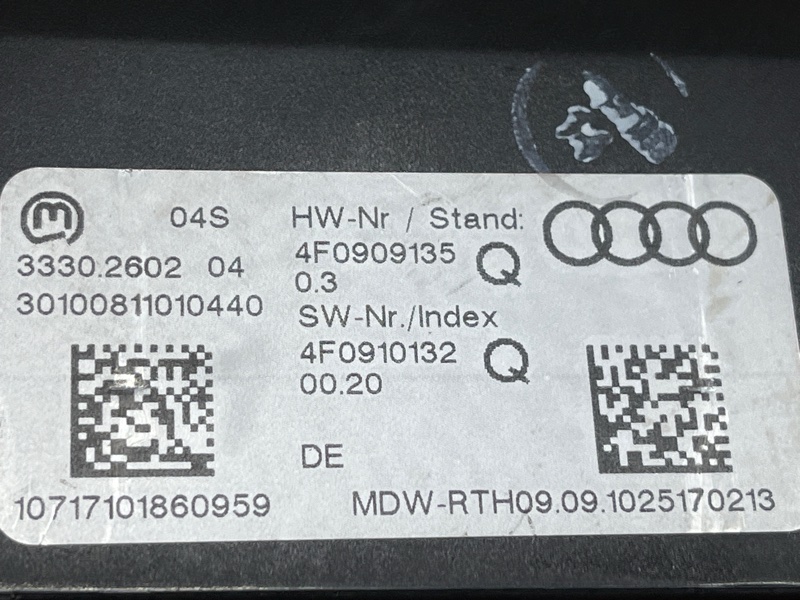 m
04S
3330.2602 04
30100811010440
HW-Nr / Stand:
4F0909135 Q
0.3
SW-Nr./Index
4F0910132 Q
00.20
DE
10717101860959
MDW-RTH09.09.1025170213